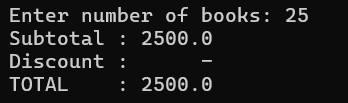 Enter number of books: 25
Subtotal : 2500.0
Discount :      -
TOTAL    : 2500.0